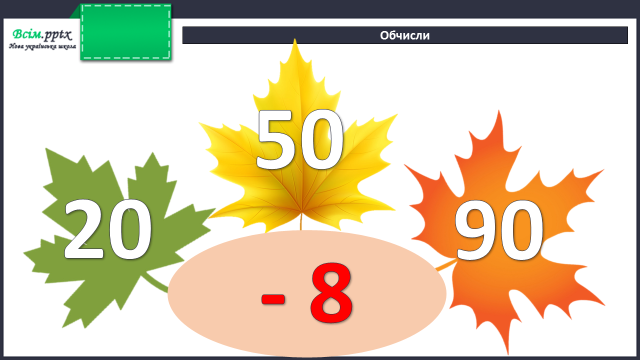 Всім.pptx
Нова українська школа
Обчисли
50
20
90
- 8